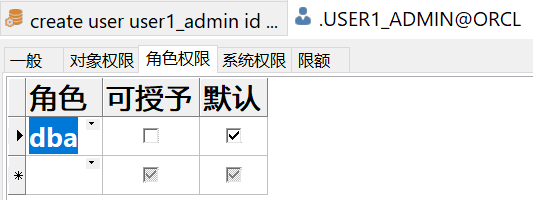 create user user1_admin id ...
.USER1_ADMIN@ORCL
一般 对象权限 角色权限 系统权限 限额
角色 可授予 默认
dba